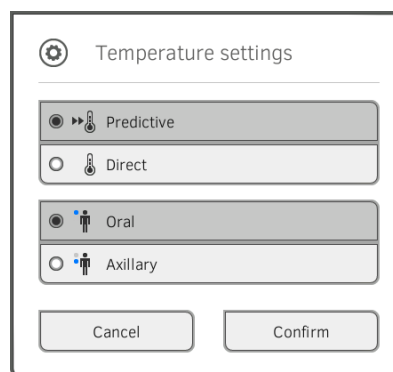 Temperature settings
Predictive
Direct
Oral
Axillary
Cancel
Confirm